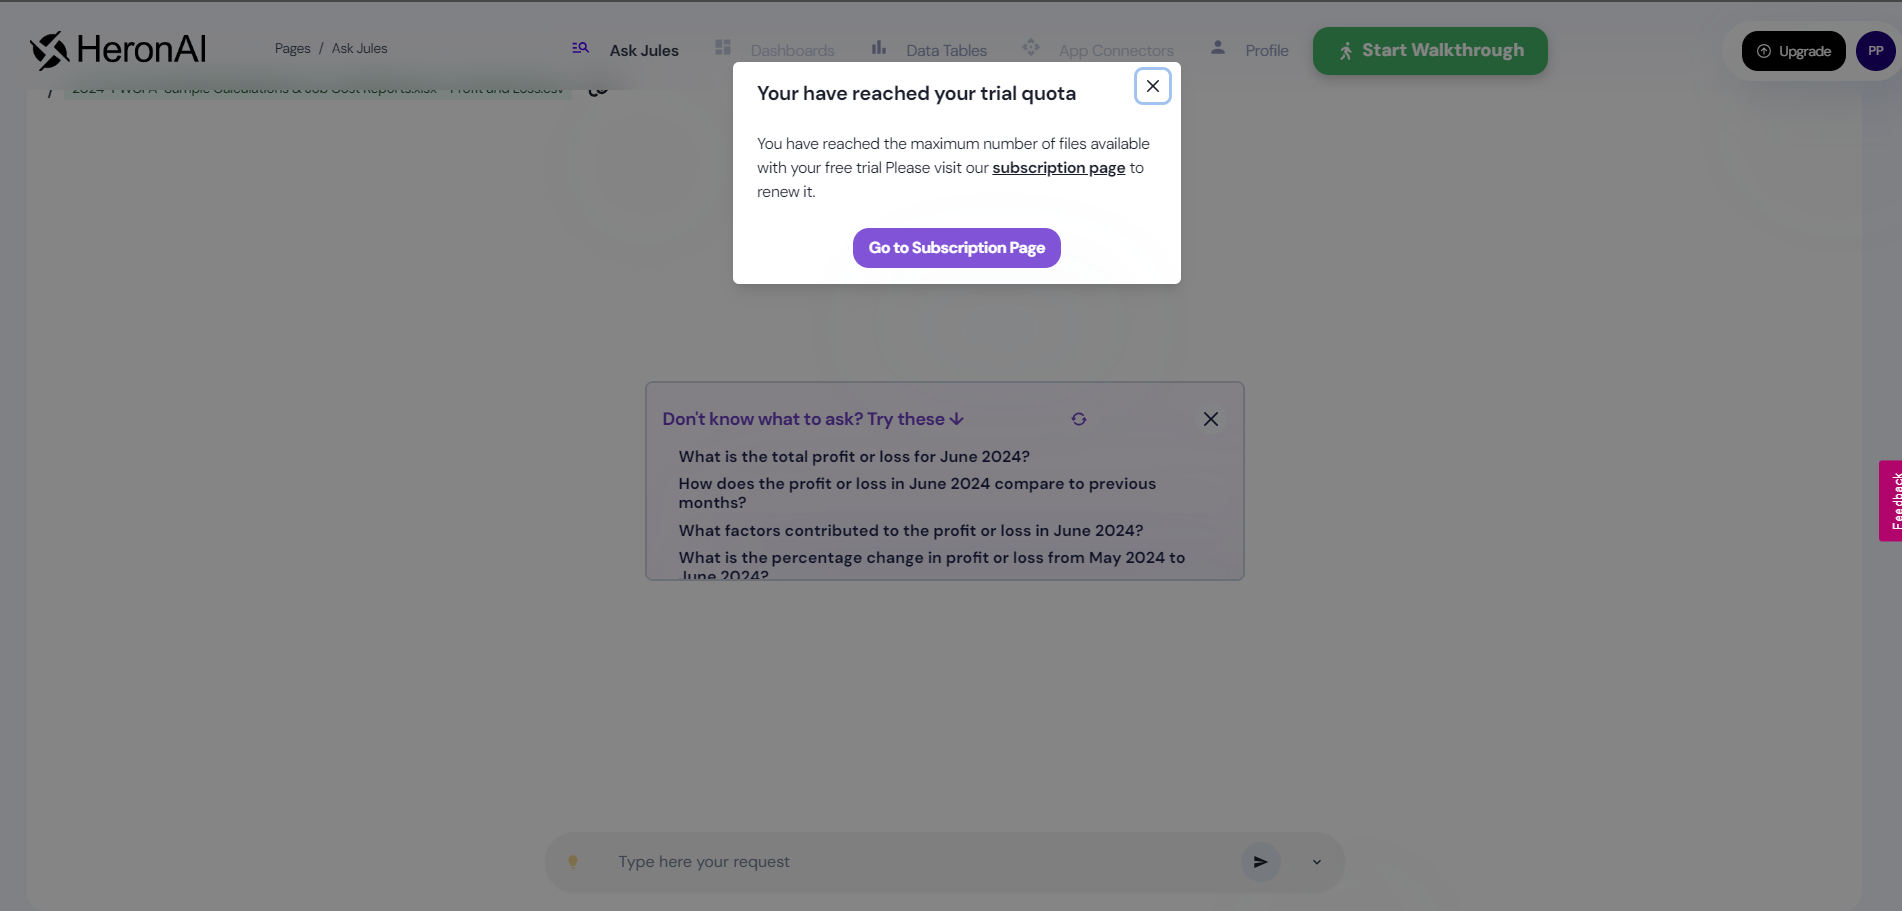 HeronAI
Pages / Ask Jules
Ask Jules
Dashboards
Data Tables
App Connectors
Profile
Start Walkthrough
Upgrade
PP
Your have reached your trial quota
You have reached the maximum number of files available
with your free trial Please visit our subscription page to
renew it.
Go to Subscription Page
Don't know what to ask? Try these
What is the total profit or loss for June 2024?
How does the profit or loss in June 2024 compare to previous
months?
What factors contributed to the profit or loss in June 2024?
What is the percentage change in profit or loss from May 2024 to
June 2024?
Feedback
Type here your request